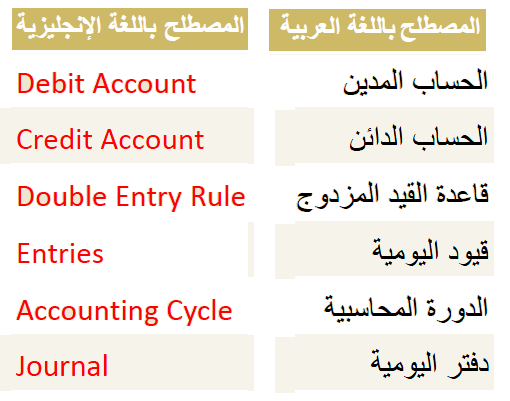 المصطلح باللغة العربية المصطلح باللغة الإنجليزية
الحساب المدين Debit Account
الحساب الدائن Credit Account
قاعدة القيد المزدوج Double Entry Rule
قيود اليومية Entries
الدورة المحاسبية Accounting Cycle
دفتر اليومية Journal